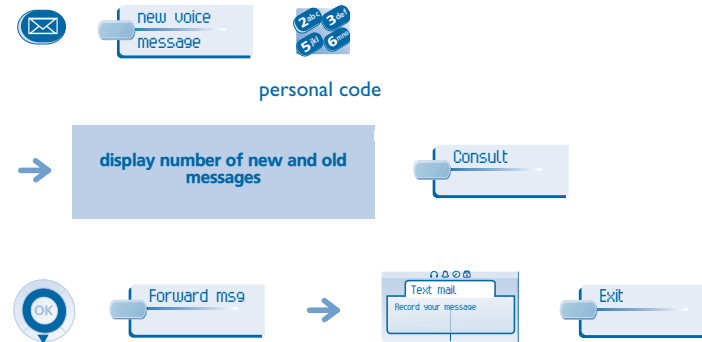 new voice
message
2abc 3def
5jkl 6mno
personal code
display number of new and old
messages
Consult
OK
Forward msg
Text mail
Record your message
Exit